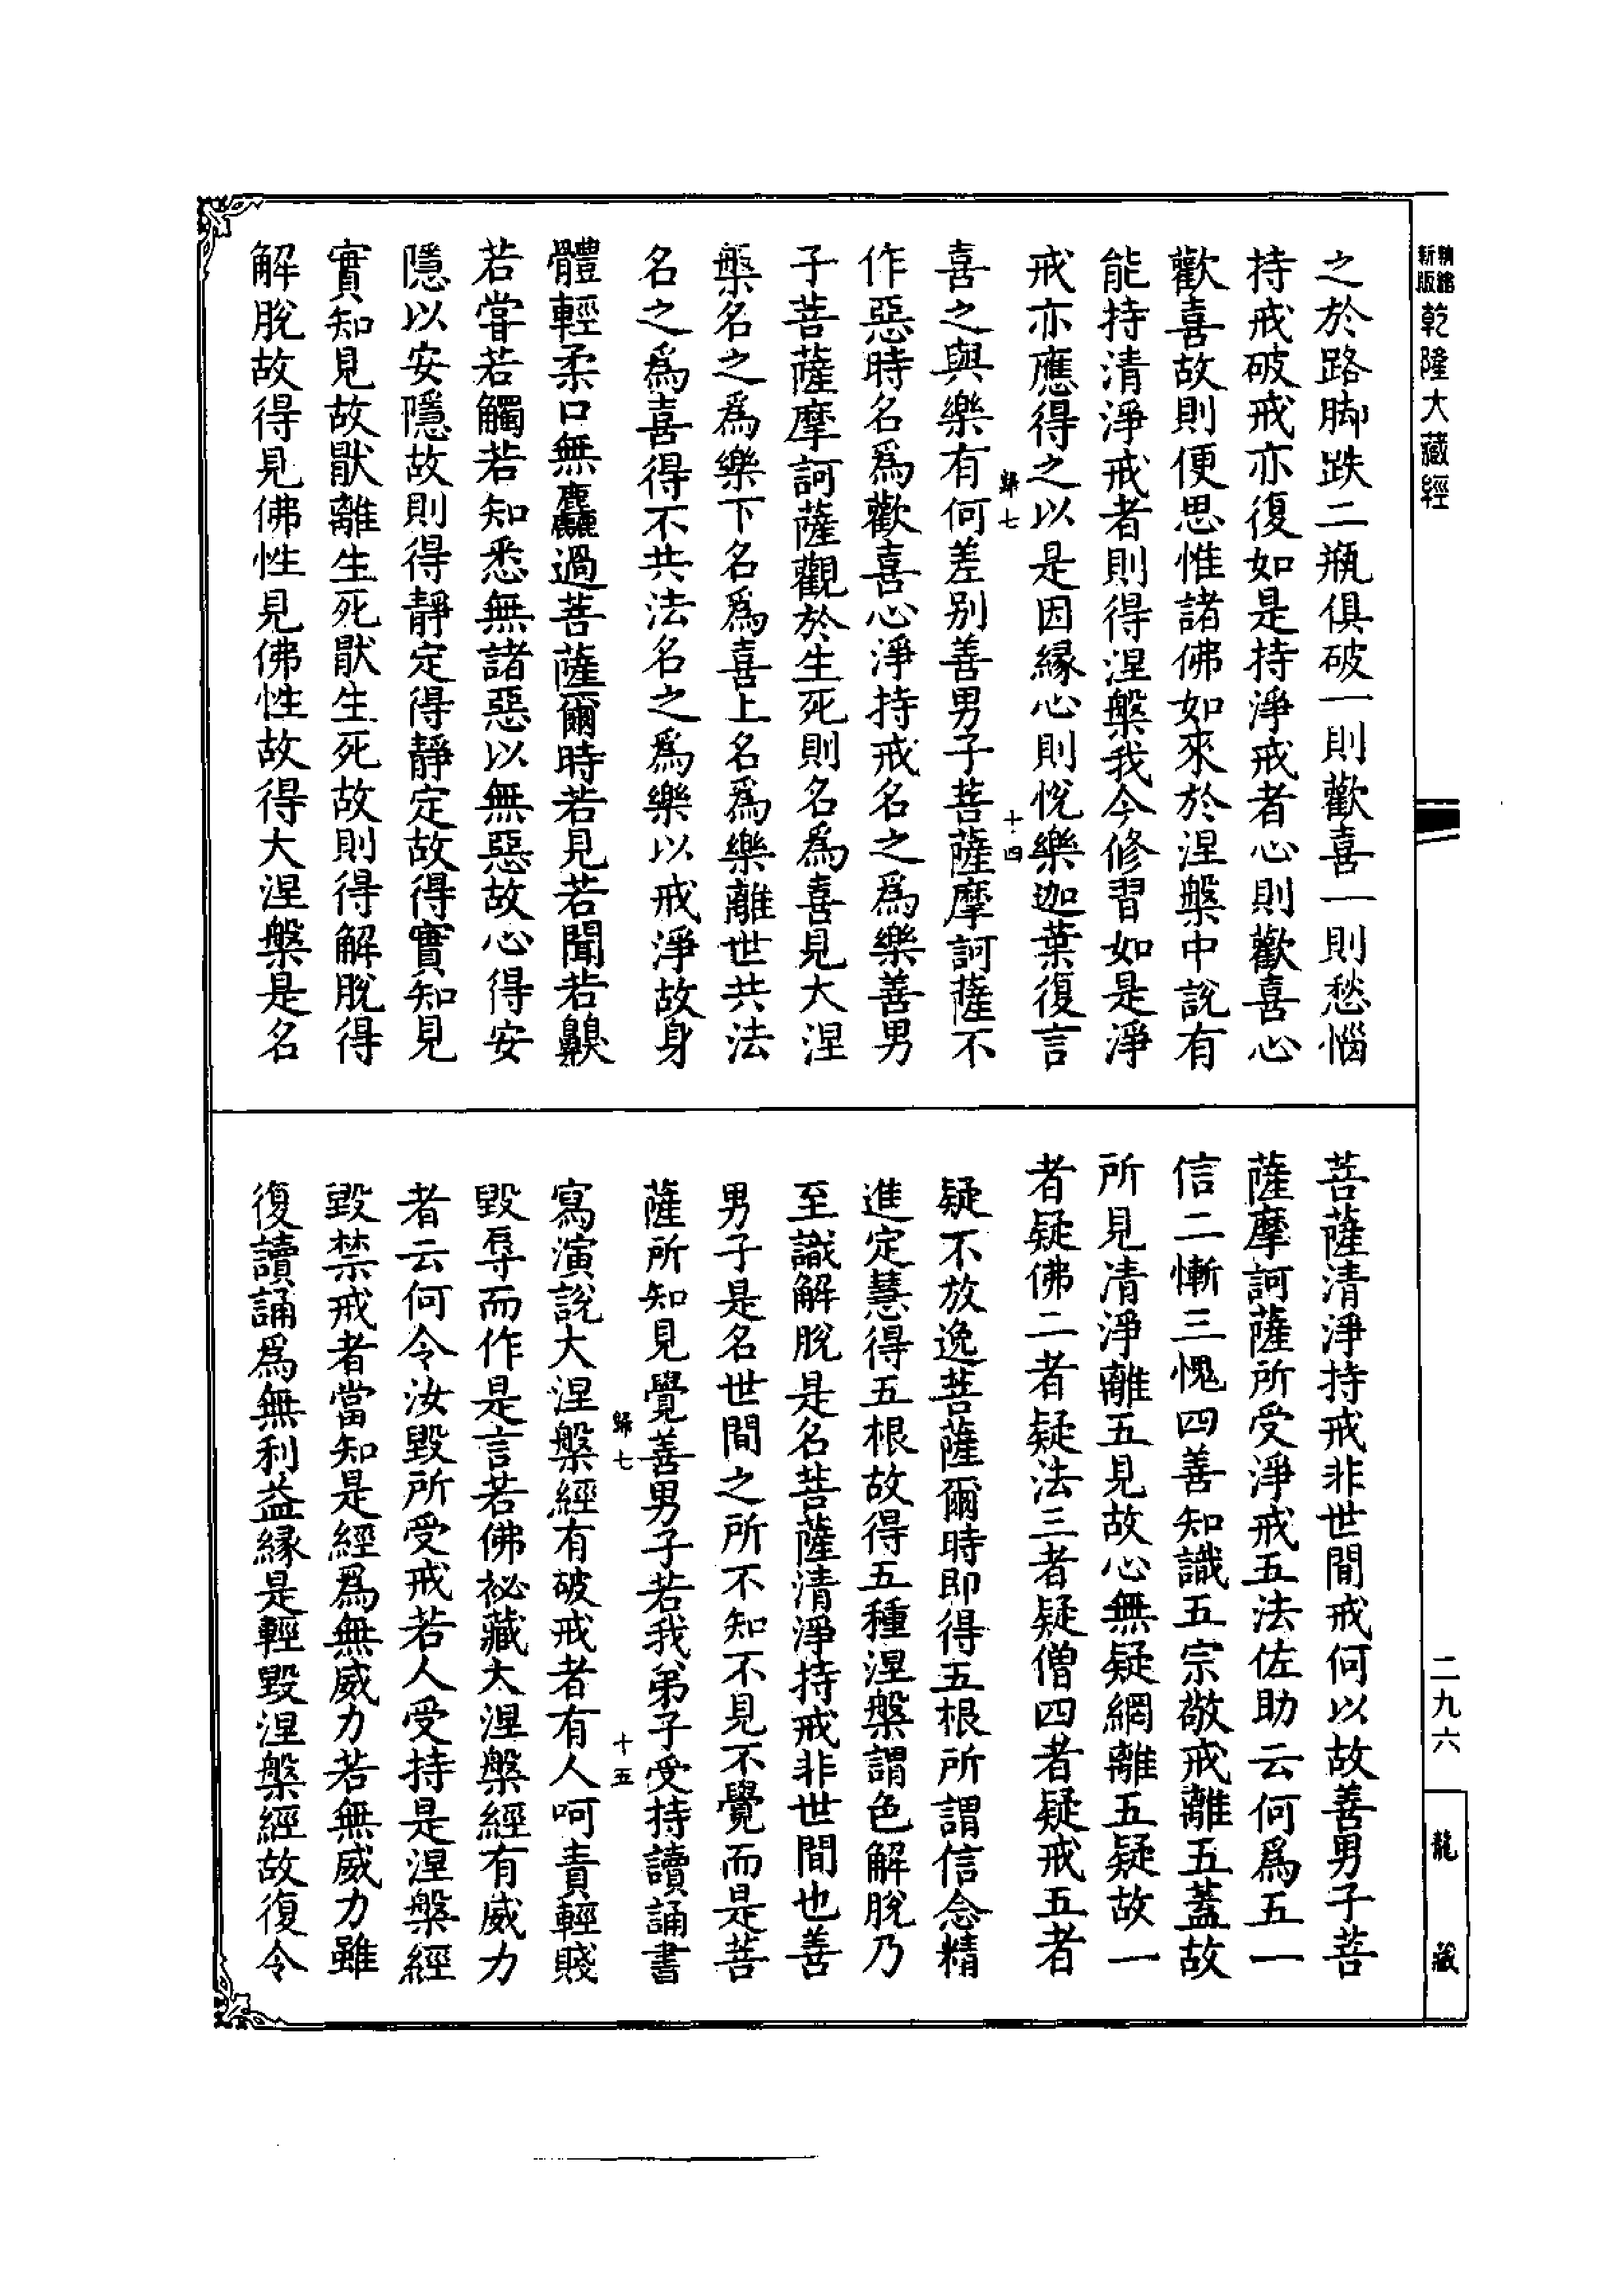 新版
精縮
乾隆大藏經
之於路脚跌二瓶俱破一則歡喜一則愁惱
持戒破戒亦復如是持淨戒者心則歡喜心
歡喜故則便思惟諸佛如來於涅槃中說有
能持清淨戒者則得涅槃我今修習如是淨
戒亦應得之以是因緣心則悅樂迦葉復言
歸七
十四
喜之與樂有何差别善男子菩薩摩訶薩不
作惡時名爲歡喜心淨持戒名之爲樂善男
子菩薩摩訶薩觀於生死則名爲喜見大涅
槃名之爲樂下名爲喜上名爲樂離世共法
名之爲喜得不共法名之爲樂以戒淨故身
體輕柔口無麤過菩薩爾時若見若聞若齅
若甞若觸若知悉無諸惡以無惡故心得安
隱以安隱故則得靜定得靜定故得實知見
實知見故猒離生死猒生死故則得解脫得
解脫故得見佛性見佛性故得大涅槃是名
菩薩清淨持戒非世間戒何以故善男子菩
薩摩訶薩所受淨戒五法佐助云何爲五一
信二慚三愧四善知識五宗敬戒離五蓋故
所見清淨離五見故心無疑網離五疑故一
者疑佛二者疑法三者疑僧四者疑戒五者
疑不放逸菩薩爾時即得五根所謂信念精
進定慧得五根故得五種涅槃謂色解脫乃
至識解脫是名菩薩清淨持戒非世間也善
男子是名世間之所不知不見不覺而是菩
薩所知見覺善男子若我弟子受持讀誦書
歸七
十五
寫演說大涅槃經有破戒者有人呵責輕賤
毀辱而作是言若佛祕藏大涅槃經有威力
者云何令汝毀所受戒若人受持是涅槃經
毀禁戒者當知是經爲無威力若無威力雖
復讀誦爲無利益緣是輕毀涅槃經故復令
二九六
龍藏